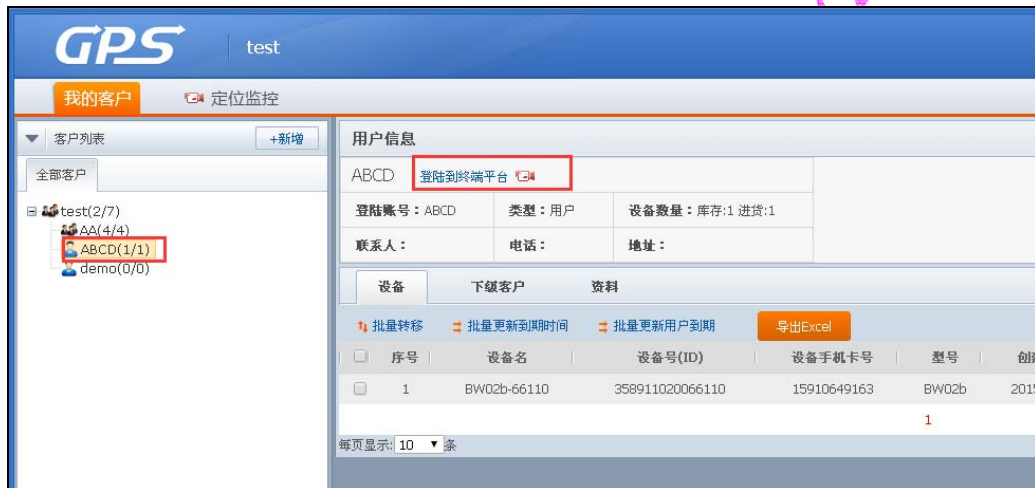 GPS test
我的客户 定位监控
客户列表 +新增
全部客户
test(2/7)
AA(4/4)
ABCD(1/1)
demo(0/0)
用户信息
ABCD 登陆到终端平台
登陆账号：ABCD 类型：用户 设备数量：库存:1 进货:1
联系人： 电话： 地址：
设备 下级客户 资料
批量转移 批量更新到期时间 批量更新用户到期 导出Excel
序号 设备名 设备号(ID) 设备手机卡号 型号 创
1 BW02b-66110 358911020066110 15910649163 BW02b 2015
1
每页显示: 10 条